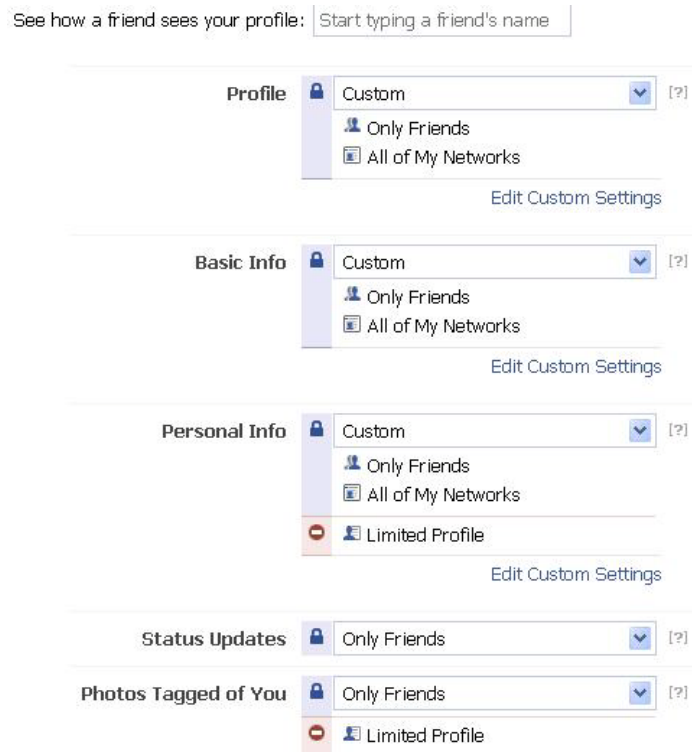 See how a friend sees your profile: Start typing a friend's name
Profile Custom [?]
Only Friends
All of My Networks
Edit Custom Settings
Basic Info Custom [?]
Only Friends
All of My Networks
Edit Custom Settings
Personal Info Custom [?]
Only Friends
All of My Networks
Limited Profile
Edit Custom Settings
Status Updates Only Friends [?]
Photos Tagged of You Only Friends [?]
Limited Profile